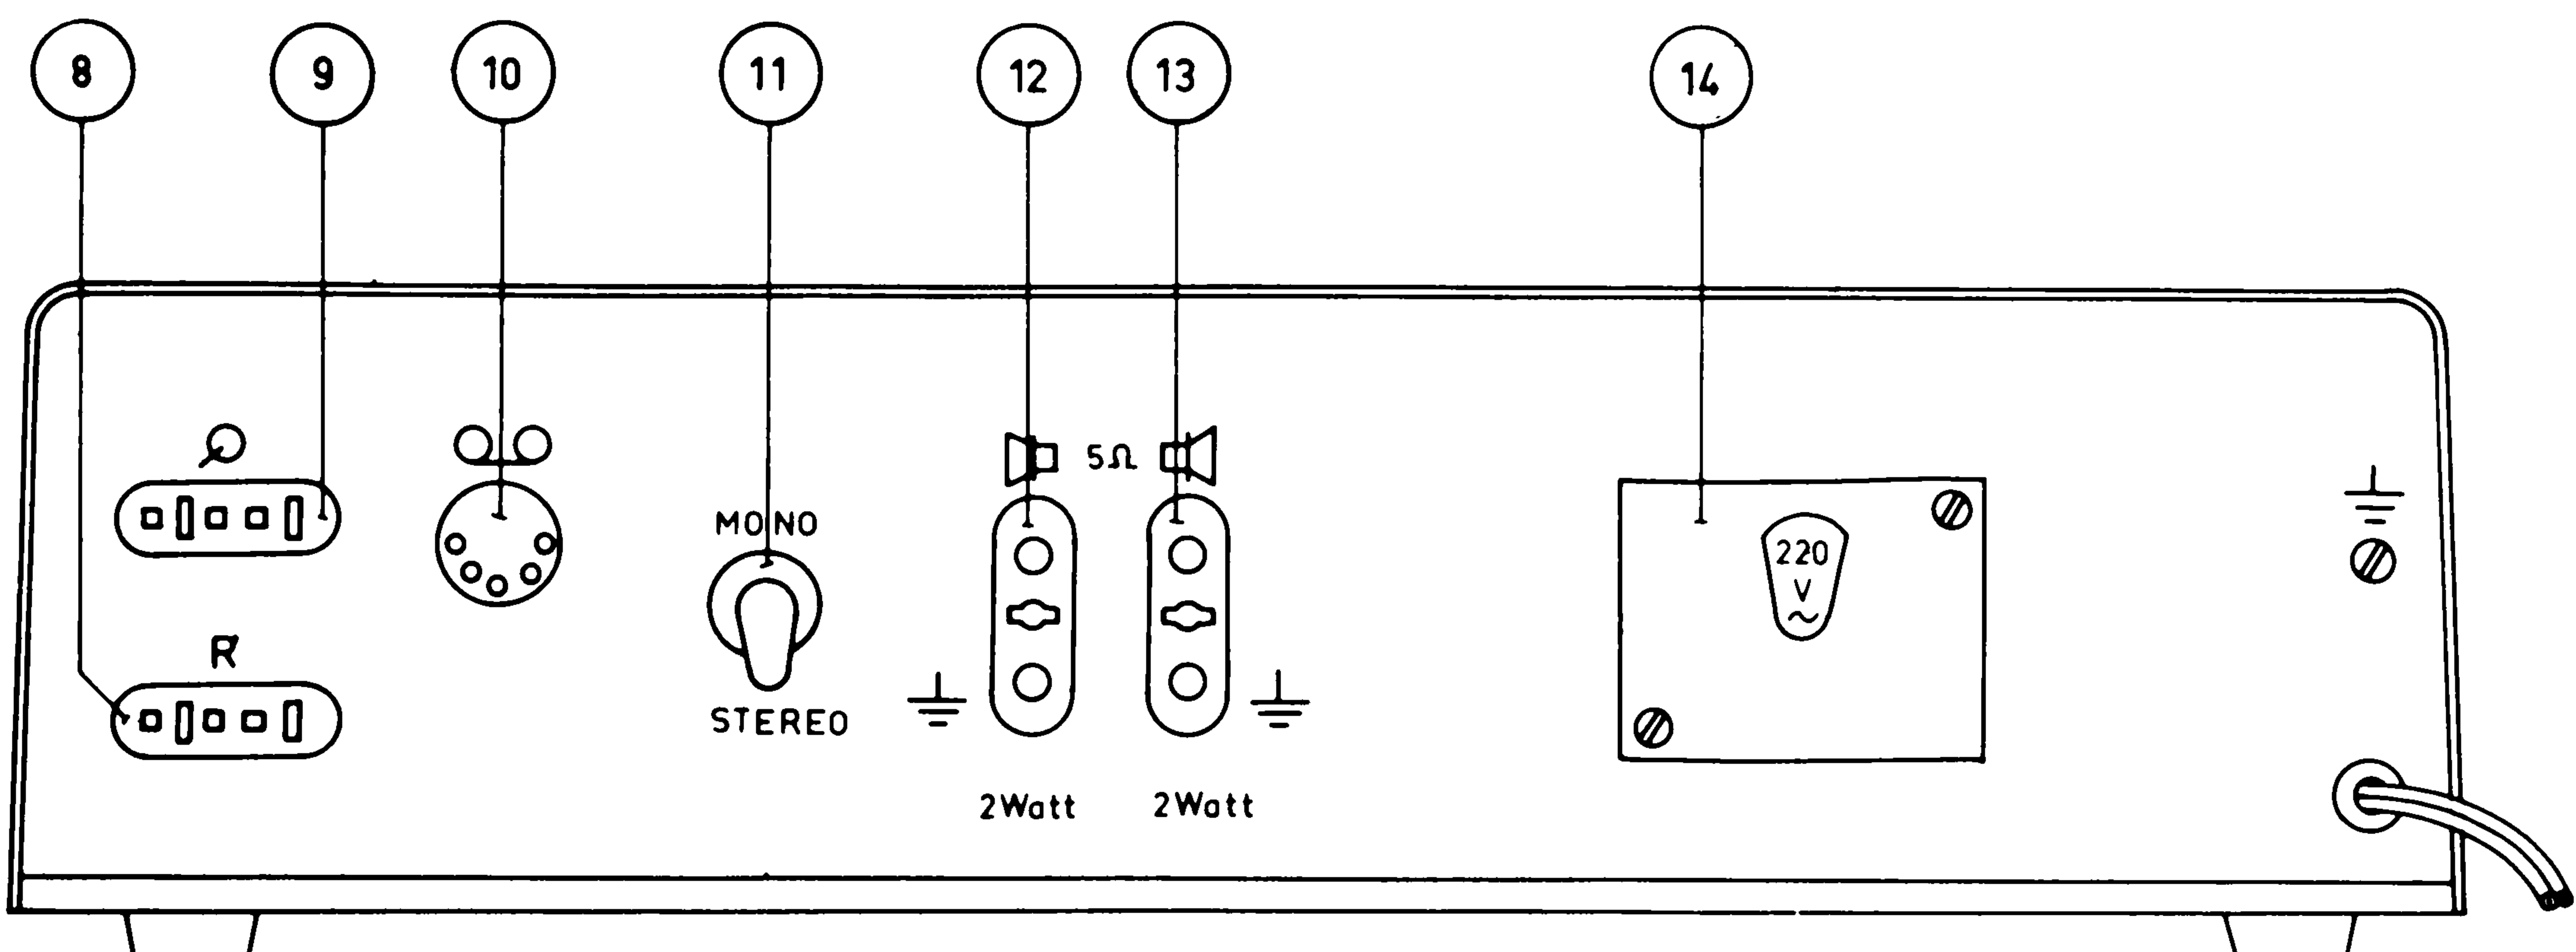 8 9 10 11 12 13 14
5Ω
MONO
220
V
~
R
STEREO
2Watt 2Watt